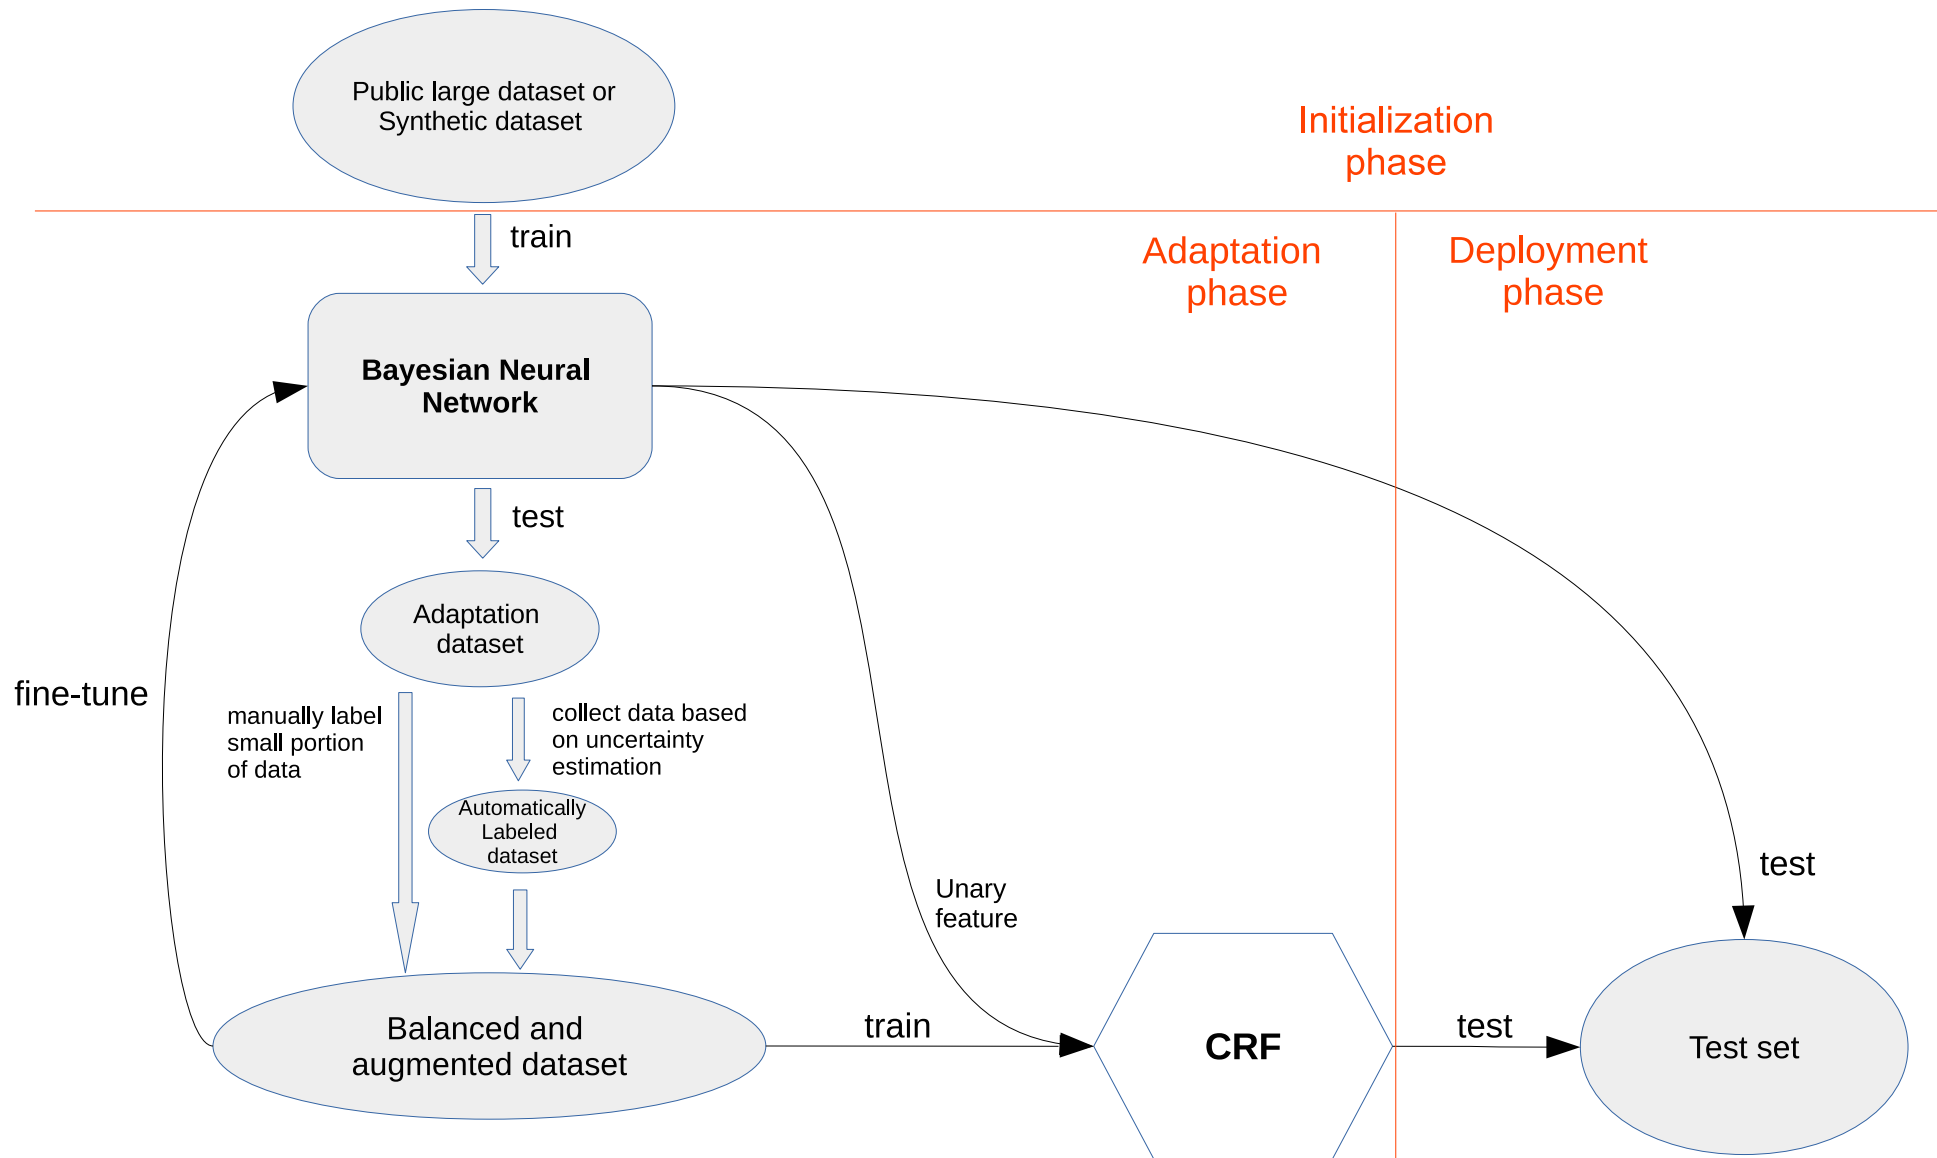 Public large dataset or
Synthetic dataset
Initialization
phase
train
Adaptation
phase
Deployment
phase
Bayesian Neural
Network
test
Adaptation
dataset
fine-tune
manually label
small portion
of data
collect data based
on uncertainty
estimation
Automatically
Labeled
dataset
Unary
feature
test
Balanced and
augmented dataset
train
CRF
test
Test set